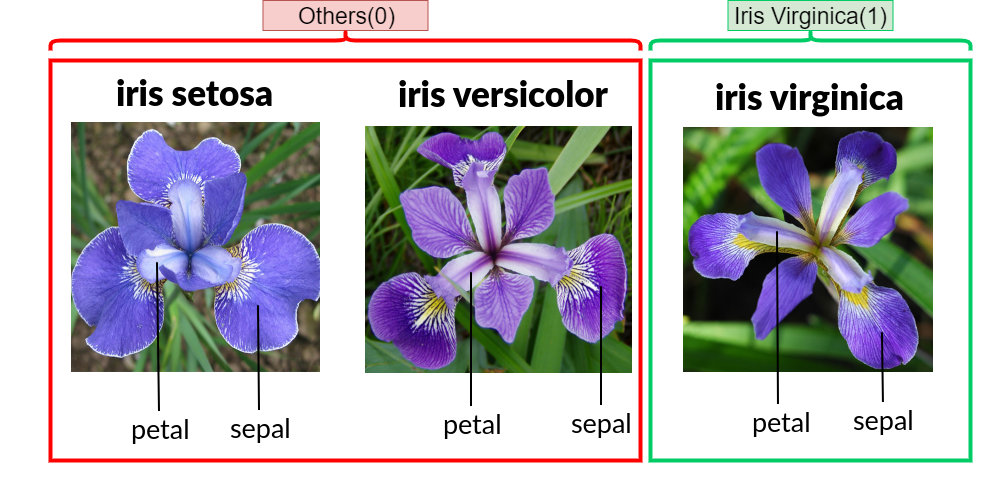 Others(0)
Iris Virginica(1)
iris setosa
iris versicolor
iris virginica
petal
sepal
petal
sepal
petal
sepal